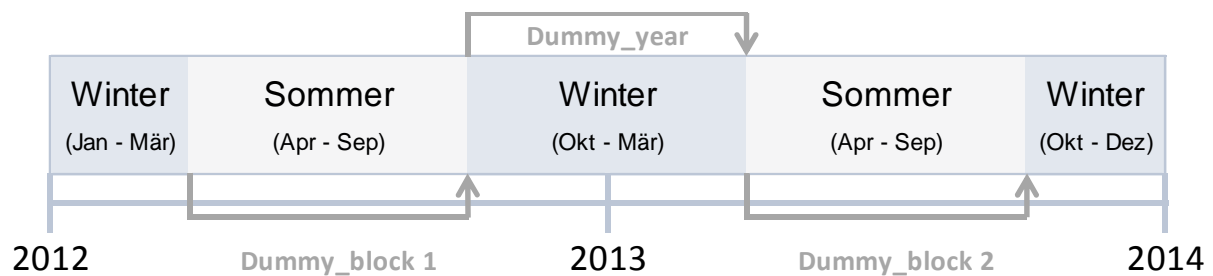 Dummy_year
Winter Sommer Winter Sommer Winter
(Jan - Mär) (Apr - Sep) (Okt - Mär) (Apr - Sep) (Okt - Dez)
2012 Dummy_block 1 2013 Dummy_block 2 2014